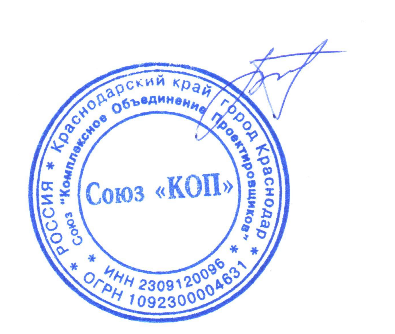 * РОССИЯ * Краснодарский край город Краснодар *
ОГРН 1092300004631
Союз "Комплексное Объединение Проектировщиков"
* ИНН 2309120096 *
Союз «КОП»